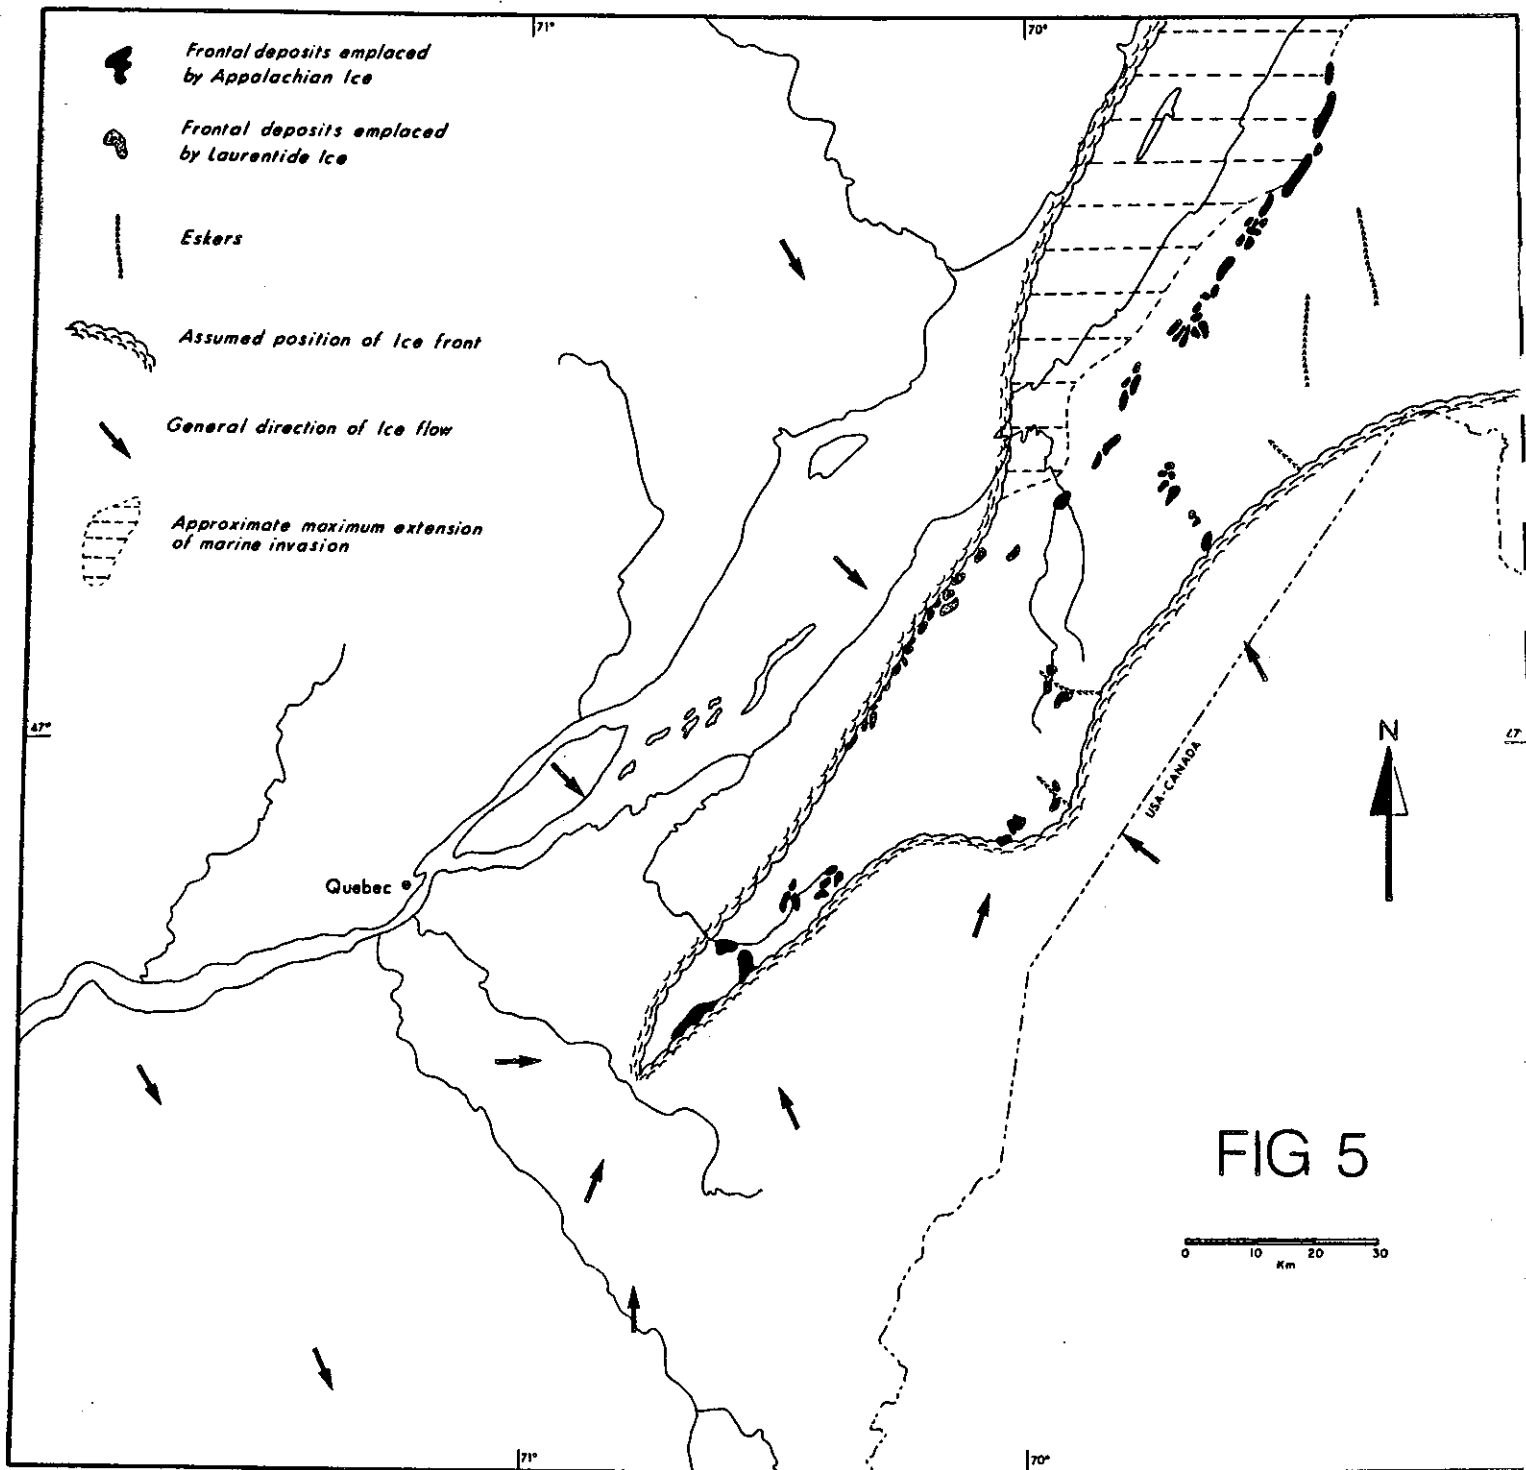 71°
70°
Frontal deposits emplaced
by Appalachian Ice
Frontal deposits emplaced
by Laurentide Ice
Eskers
Assumed position of Ice front
General direction of Ice flow
Approximate maximum extension
of marine invasion
47°
47
USA-CANADA
N
Quebec
FIG 5
0 10 20 30
Km
71°
70°